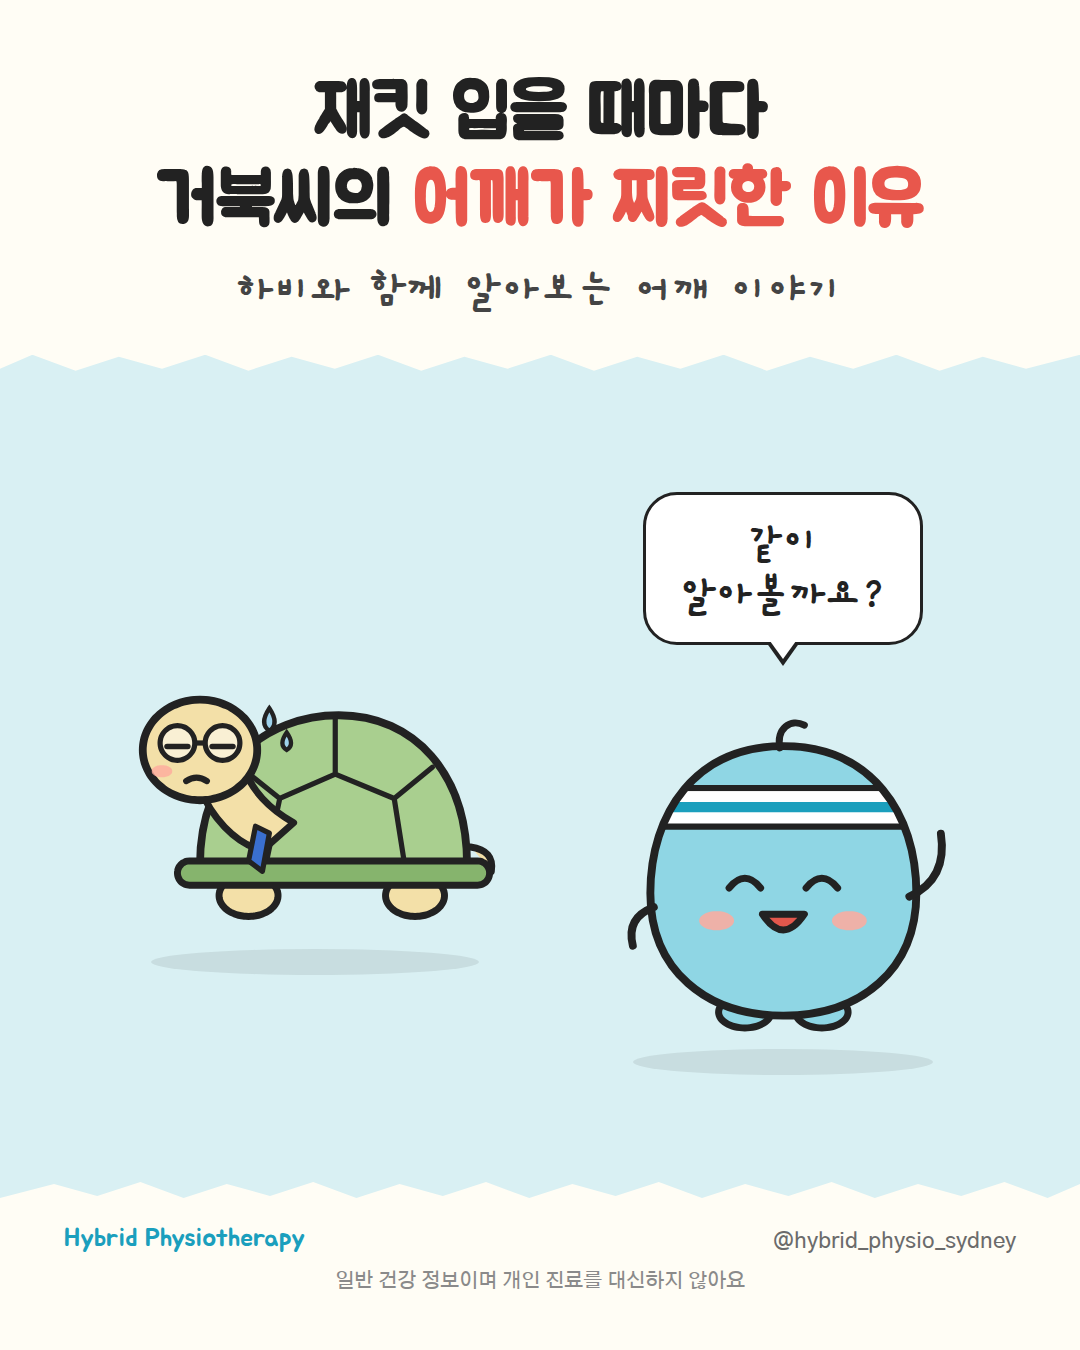 재킷 입을 때마다
거북씨의 어깨가 찌릿한 이유
하비와 함께 알아보는 어깨 이야기
같이
알아볼까요?
Hybrid Physiotherapy
@hybrid_physio_sydney
일반 건강 정보이며 개인 진료를 대신하지 않아요